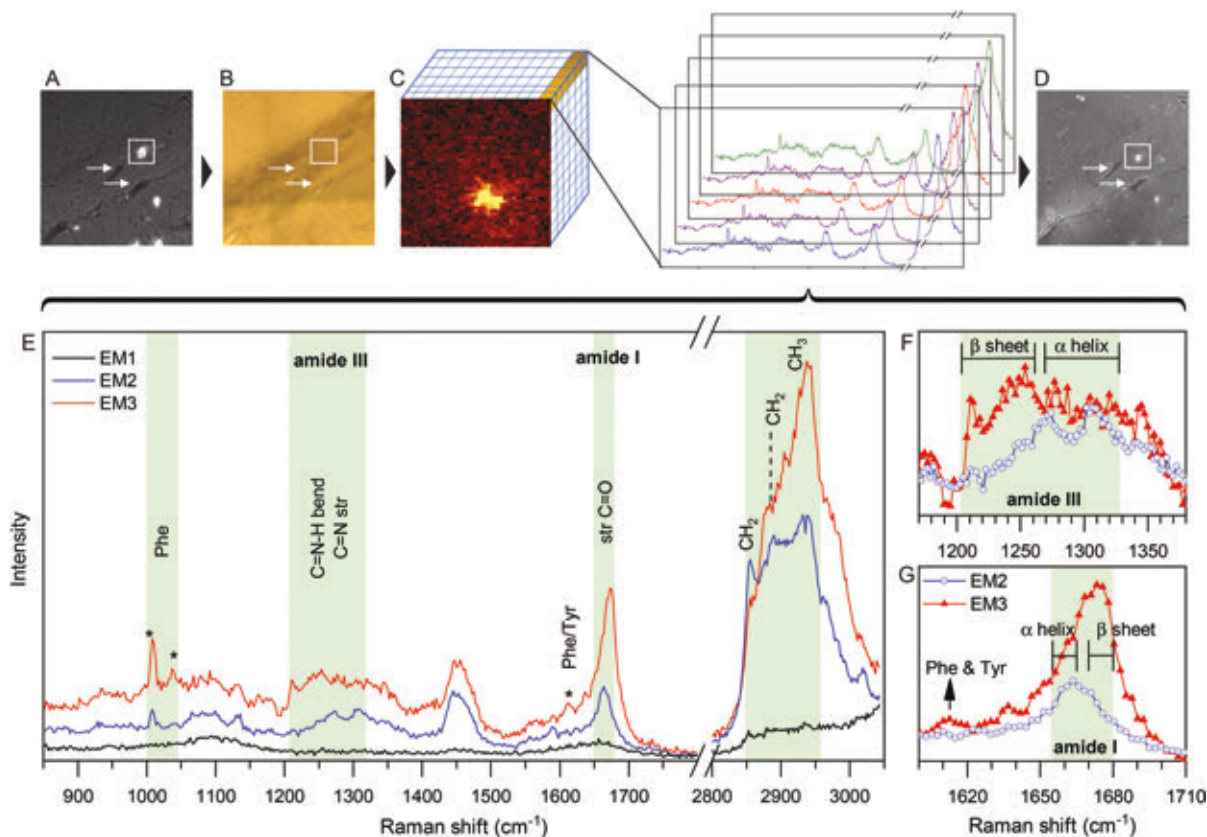 A
B
C
D
E
EM1
EM2
EM3
amide III
amide I
Phe
C=N-H bend
C=N str
Phe/Tyr
str C=O
CH2
CH2
CH3
*
*
*
Intensity
900 1000 1100 1200 1300 1400 1500 1600 1700 2800 2900 3000
Raman shift (cm-1)
F
β sheet α helix
amide III
1200 1250 1300 1350
G
EM2
EM3
α helix
β sheet
Phe & Tyr
amide I
1620 1650 1680 1710
Raman shift (cm-1)